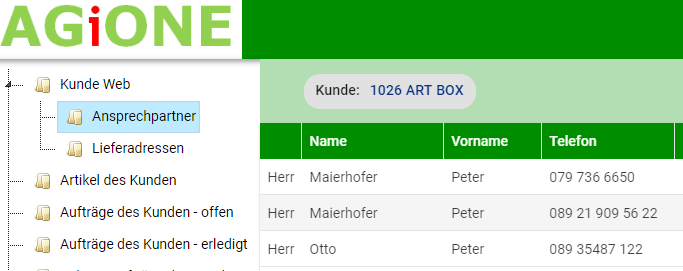 AGiONE
Kunde Web
Ansprechpartner
Lieferadressen
Artikel des Kunden
Aufträge des Kunden - offen
Aufträge des Kunden - erledigt
Kunde: 1026 ART BOX
Name Vorname Telefon
Herr Maierhofer Peter 079 736 6650
Herr Maierhofer Peter 089 21 909 56 22
Herr Otto Peter 089 35487 122